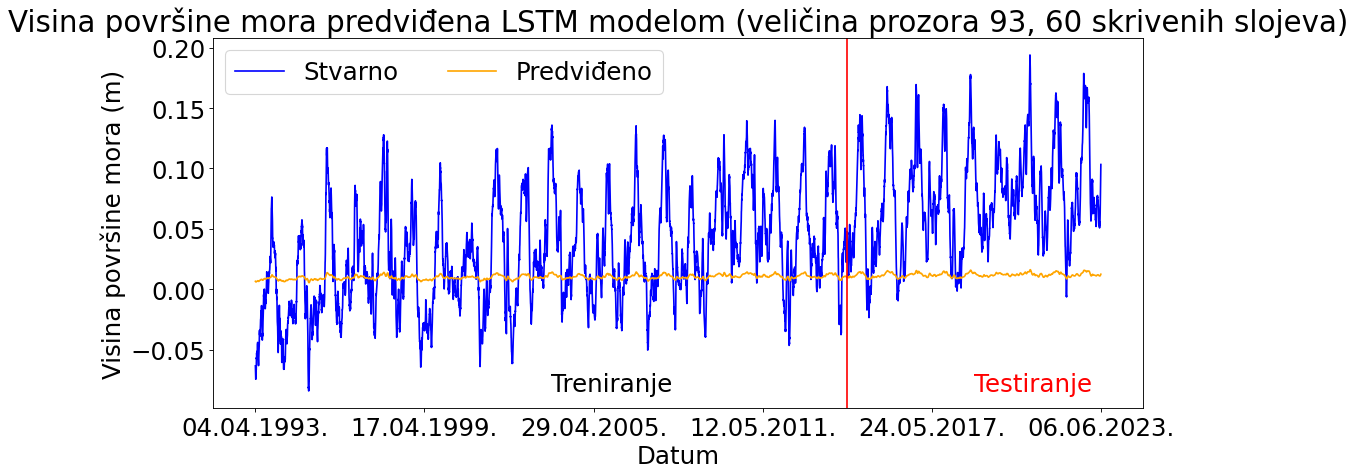 Visina površine mora predviđena LSTM modelom (veličina prozora 93, 60 skrivenih slojeva)
Stvarno
Predviđeno
Visina površine mora (m)
0.20
0.15
0.10
0.05
0.00
−0.05
Treniranje
Testiranje
04.04.1993.
17.04.1999.
29.04.2005.
12.05.2011.
24.05.2017.
06.06.2023.
Datum